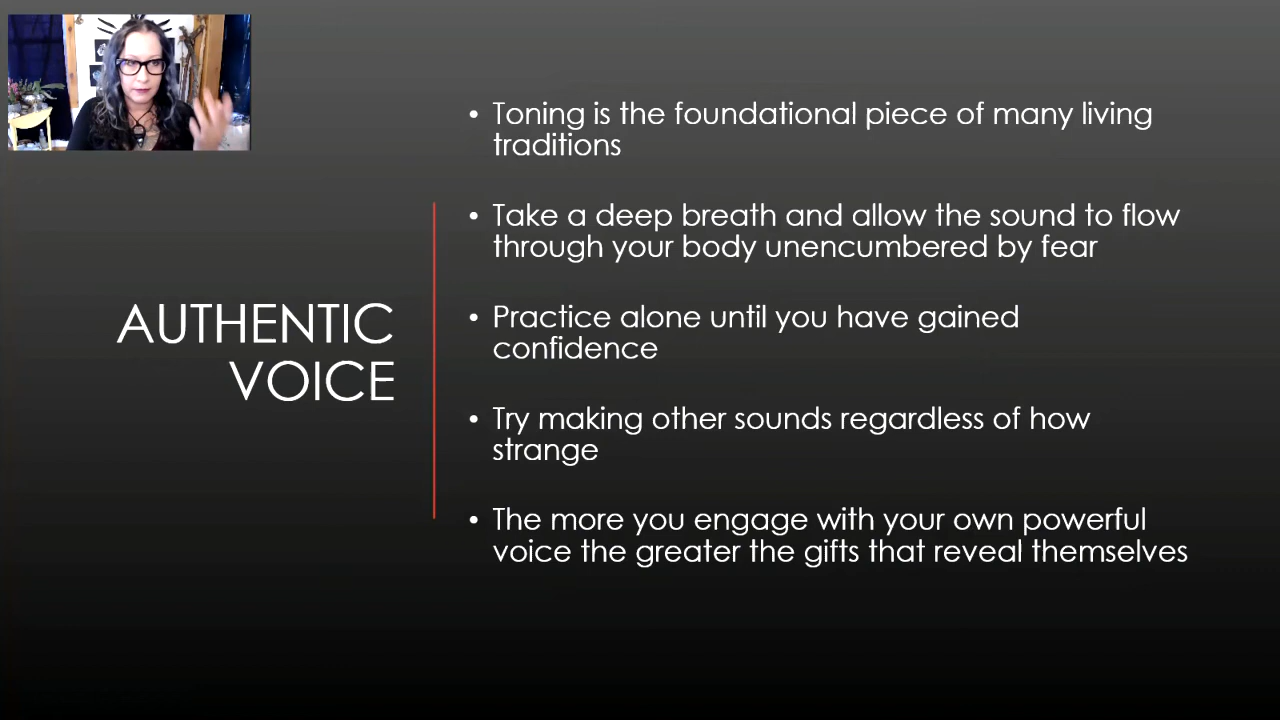 AUTHENTIC
VOICE
• Toning is the foundational piece of many living
traditions
• Take a deep breath and allow the sound to flow
through your body unencumbered by fear
• Practice alone until you have gained
confidence
• Try making other sounds regardless of how
strange
• The more you engage with your own powerful
voice the greater the gifts that reveal themselves